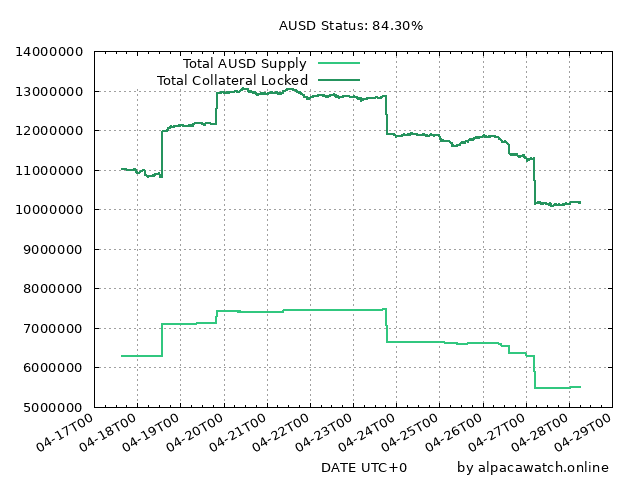 AUSD Status: 84.30%
14000000
Total AUSD Supply
13000000
Total Collateral Locked
12000000
11000000
10000000
9000000
8000000
7000000
6000000
5000000
04-17T00 04-18T00 04-19T00 04-20T00 04-21T00 04-22T00 04-23T00 04-24T00 04-25T00 04-26T00 04-27T00 04-28T00 04-29T00
DATE UTC+0 by alpacawatch.online